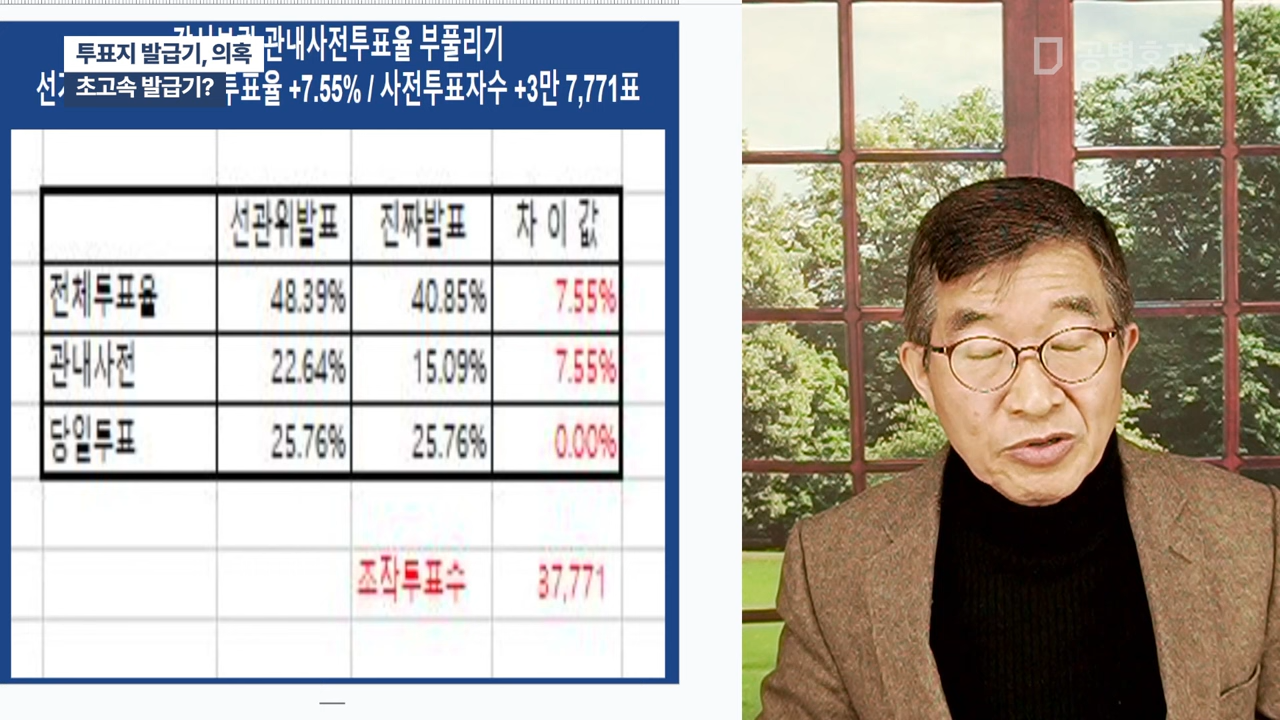 관내사전투표율 부풀리기
투표지 발급기, 의혹
초고속 발급기?
투표율 +7.55% / 사전투표자수 +3만 7,771표
선관위발표 진짜발표 차 이 값
전체투표율 48.39% 40.85% 7.55%
관내사전 22.64% 15.09% 7.55%
당일투표 25.76% 25.76% 0.00%
조작투표수 37,771
공병호